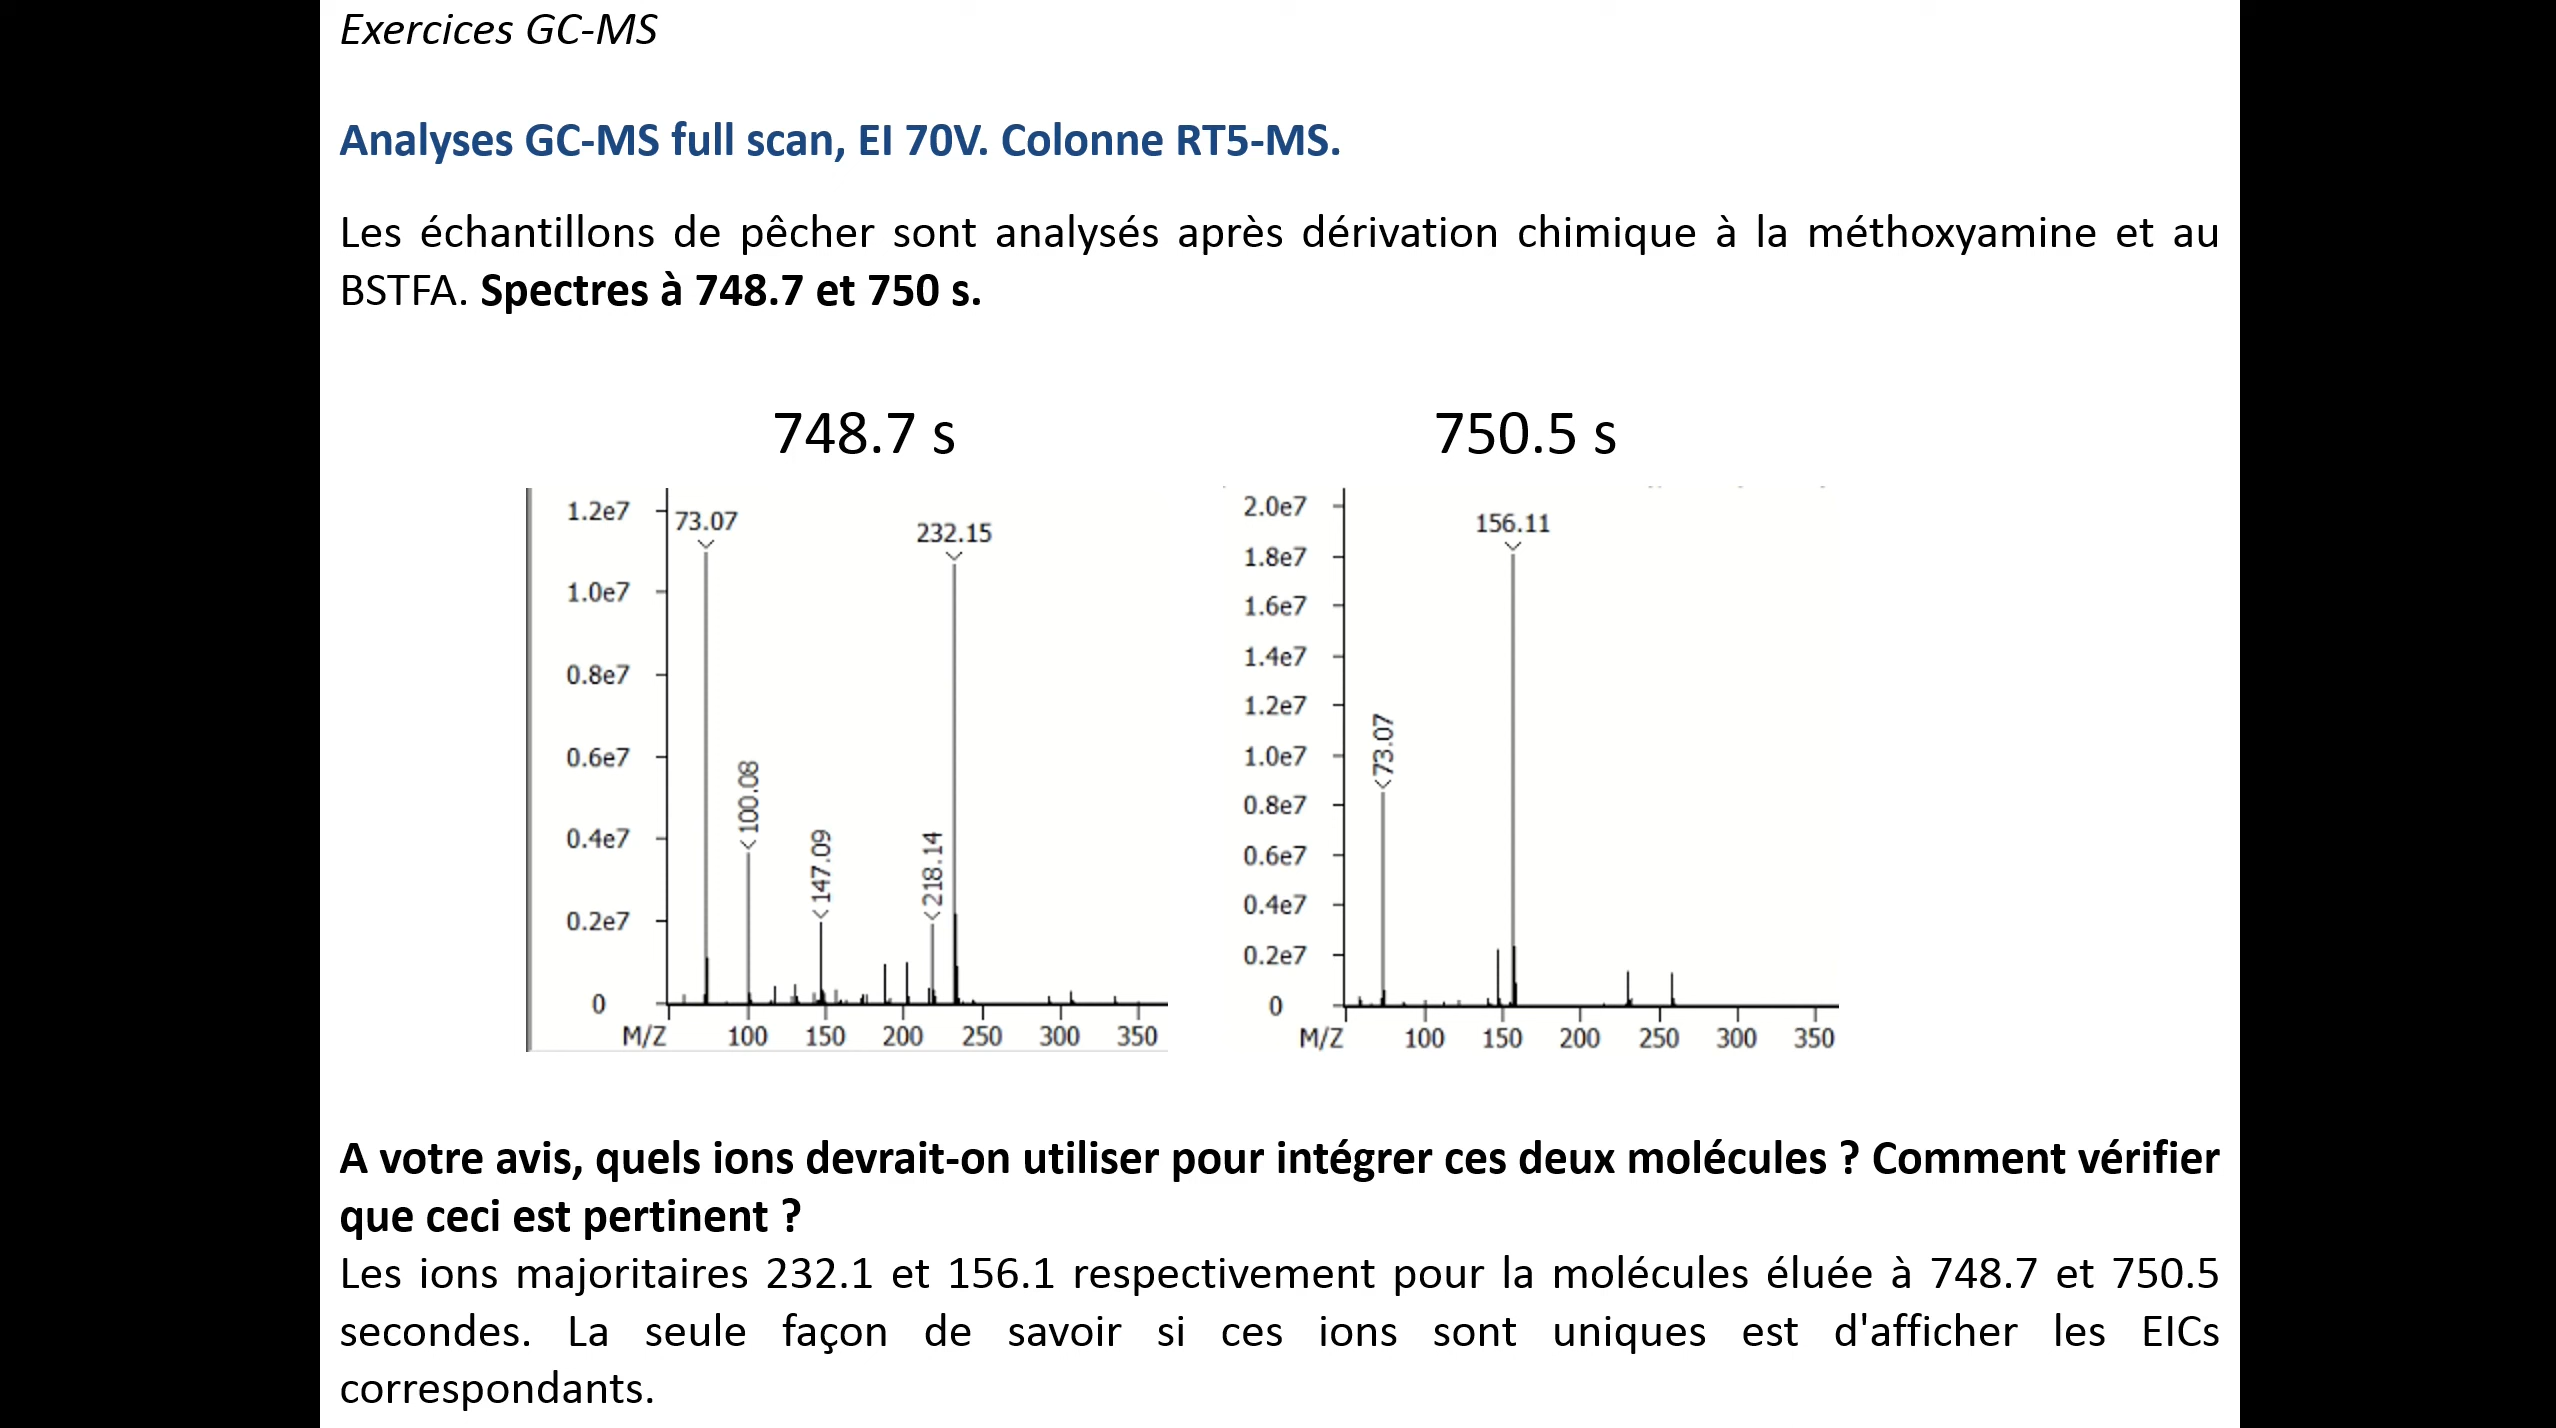 Exercices GC-MS
Analyses GC-MS full scan, EI 70V. Colonne RT5-MS.
Les échantillons de pêcher sont analysés après dérivation chimique à la méthoxyamine et au
BSTFA. Spectres à 748.7 et 750 s.
748.7 s
1.2e7
1.0e7
0.8e7
0.6e7
0.4e7
0.2e7
0
73.07
100.08
147.09
218.14
232.15
M/Z 100 150 200 250 300 350
750.5 s
2.0e7
1.8e7
1.6e7
1.4e7
1.2e7
1.0e7
0.8e7
0.6e7
0.4e7
0.2e7
0
73.07
156.11
M/Z 100 150 200 250 300 350
A votre avis, quels ions devrait-on utiliser pour intégrer ces deux molécules ? Comment vérifier
que ceci est pertinent ?
Les ions majoritaires 232.1 et 156.1 respectivement pour la molécules éluée à 748.7 et 750.5
secondes. La seule façon de savoir si ces ions sont uniques est d'afficher les EICs
correspondants.